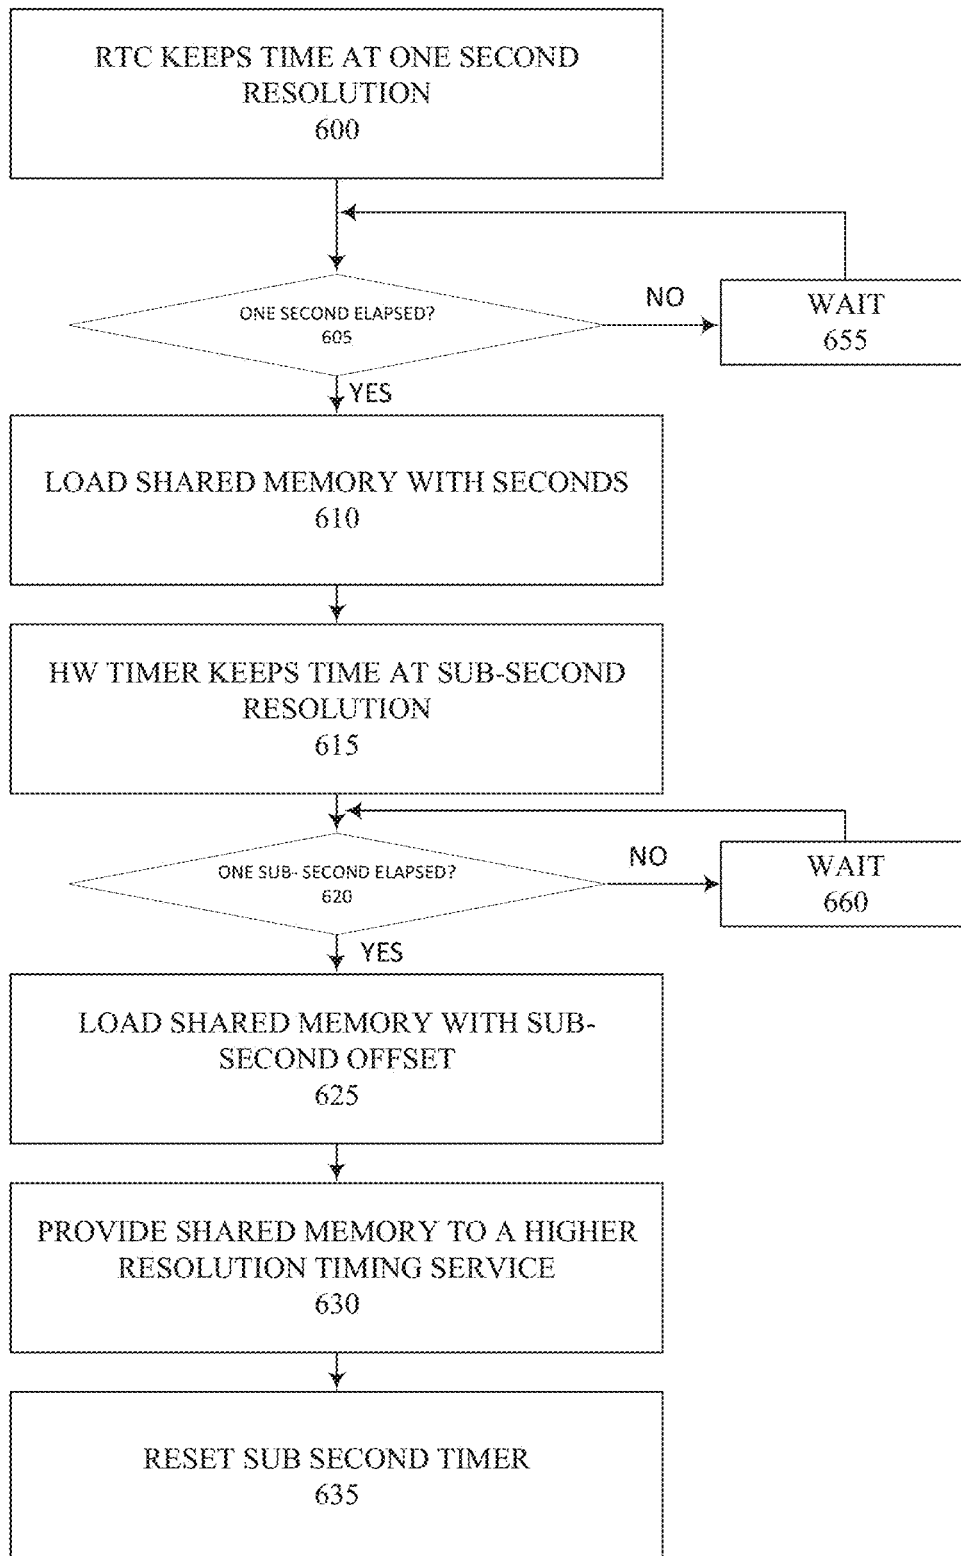 RTC KEEPS TIME AT ONE SECOND
RESOLUTION
600
ONE SECOND ELAPSED?
605
NO
WAIT
655
YES
LOAD SHARED MEMORY WITH SECONDS
610
HW TIMER KEEPS TIME AT SUB-SECOND
RESOLUTION
615
ONE SUB- SECOND ELAPSED?
620
NO
WAIT
660
YES
LOAD SHARED MEMORY WITH SUB-
SECOND OFFSET
625
PROVIDE SHARED MEMORY TO A HIGHER
RESOLUTION TIMING SERVICE
630
RESET SUB SECOND TIMER
635